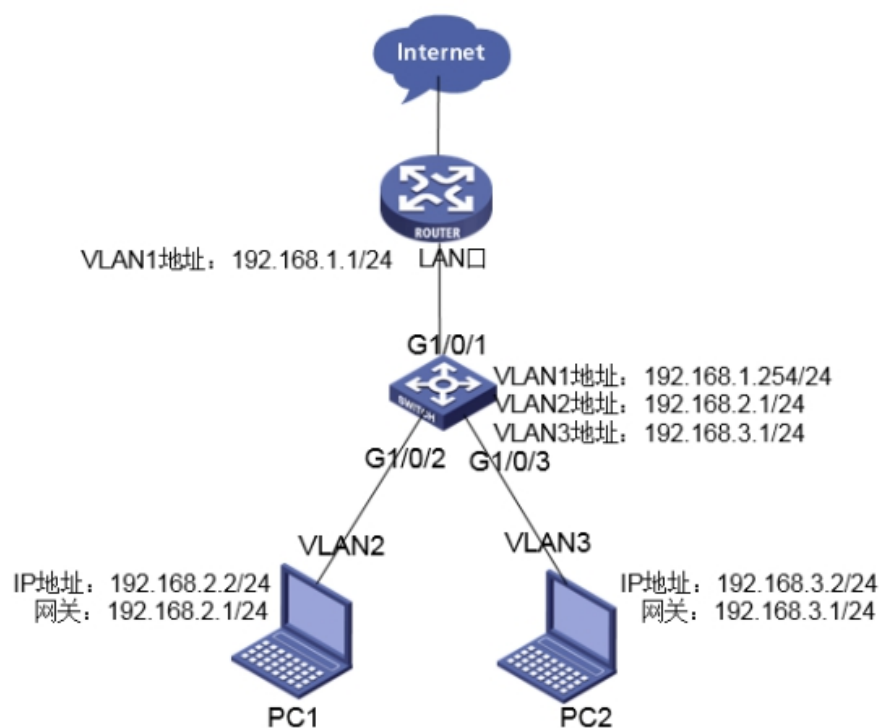 Internet
ROUTER
VLAN1地址：192.168.1.1/24 LAN口
G1/0/1
VLAN1地址：192.168.1.254/24
SWITCH
VLAN2地址：192.168.2.1/24
VLAN3地址：192.168.3.1/24
G1/0/2 G1/0/3
VLAN2 VLAN3
IP地址：192.168.2.2/24
网关：192.168.2.1/24
IP地址：192.168.3.2/24
网关：192.168.3.1/24
PC1 PC2